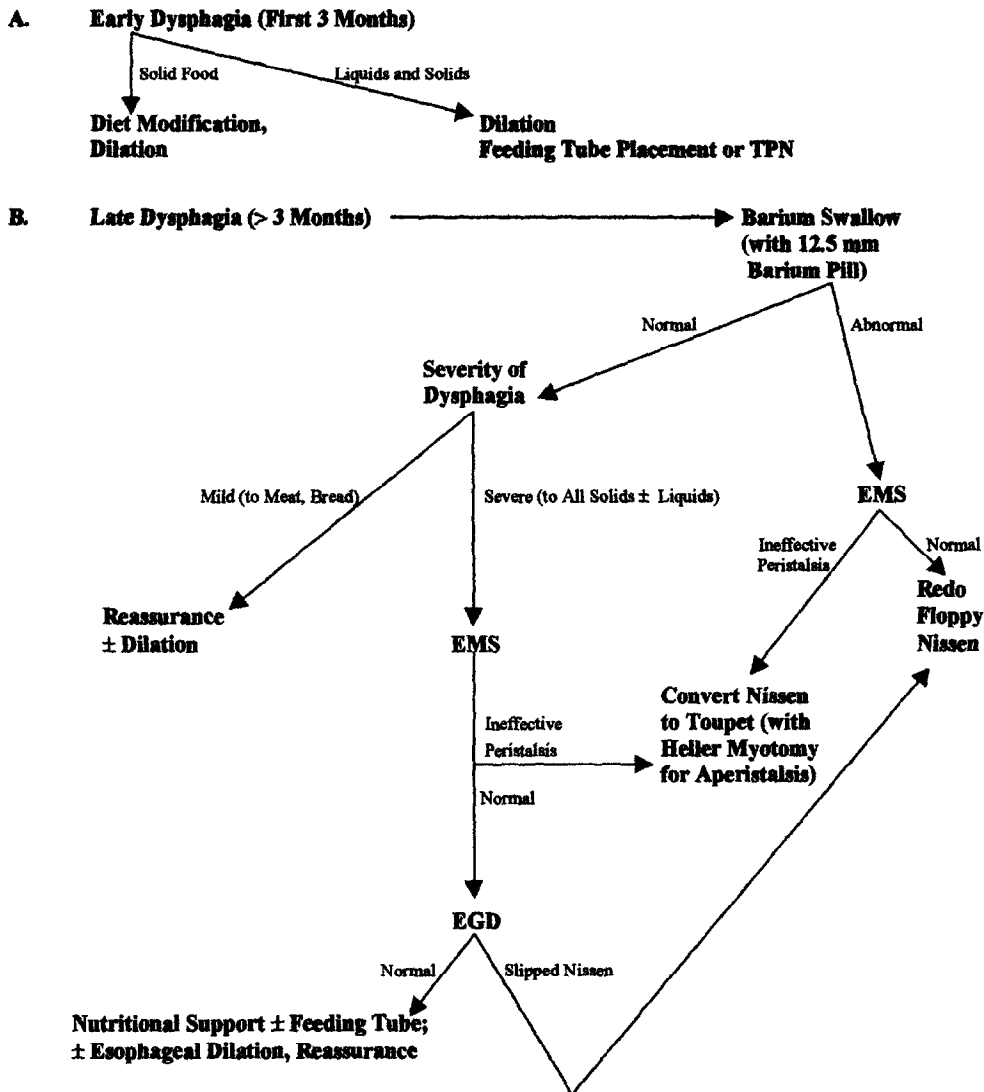 A. Early Dysphagia (First 3 Months)
Solid Food
Liquids and Solids
Diet Modification,
Dilation
Dilation
Feeding Tube Placement or TPN
B. Late Dysphagia (> 3 Months)
Barium Swallow
(with 12.5 mm
Barium Pill)
Normal
Abnormal
Severity of
Dysphagia
Mild (to Meat, Bread)
Severe (to All Solids ± Liquids)
EMS
Ineffective
Peristalsis
Normal
Redo
Floppy
Nissen
Reassurance
± Dilation
EMS
Convert Nissen
to Toupet (with
Heller Myotomy
for Aperistalsis)
Ineffective
Peristalsis
Normal
EGD
Normal
Slipped Nissen
Nutritional Support ± Feeding Tube;
± Esophageal Dilation, Reassurance